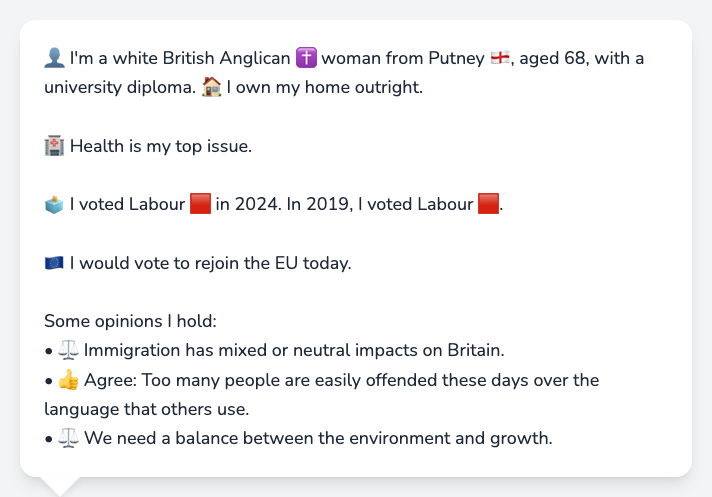 👤 I'm a white British Anglican ✝️ woman from Putney 🏴󠁧󠁢󠁥󠁮󠁧󠁿, aged 68, with a
university diploma. 🏠 I own my home outright.
🏥 Health is my top issue.
🗳️ I voted Labour 🟥 in 2024. In 2019, I voted Labour 🟥.
🇪🇺 I would vote to rejoin the EU today.
Some opinions I hold:
• ⚖️ Immigration has mixed or neutral impacts on Britain.
• 👍 Agree: Too many people are easily offended these days over the
language that others use.
• ⚖️ We need a balance between the environment and growth.